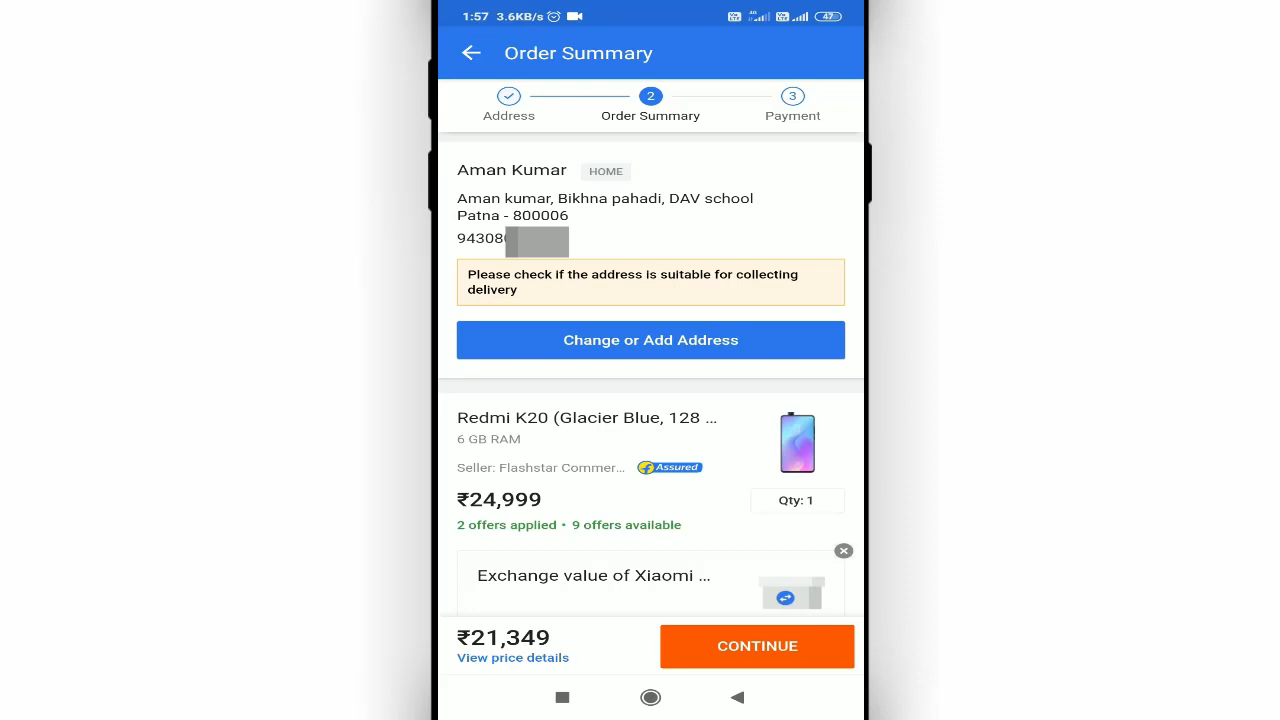 1:57 3.6KB/s 47
Order Summary
2 3
Address Order Summary Payment
Aman Kumar HOME
Aman kumar, Bikhna pahadi, DAV school
Patna - 800006
94308
Please check if the address is suitable for collecting
delivery
Change or Add Address
Redmi K20 (Glacier Blue, 128 ...
6 GB RAM
Seller: Flashstar Commer... Assured
₹24,999
Qty: 1
2 offers applied • 9 offers available
Exchange value of Xiaomi ...
₹21,349
View price details
CONTINUE